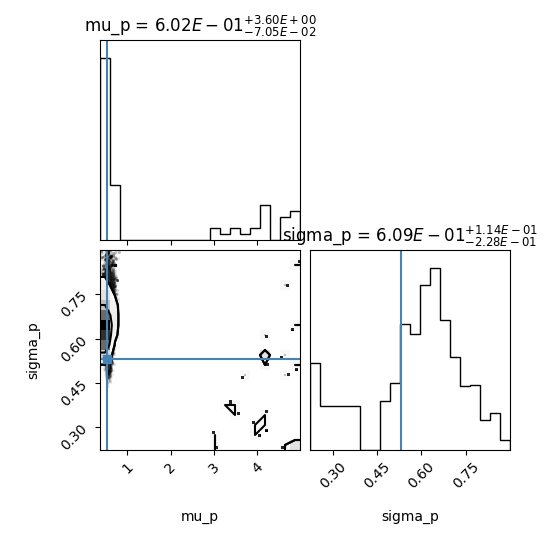 mu_p = 6.02E − 01+3.60E+00−7.05E−02
sigma_p = 6.09E − 01+1.14E−01−2.28E−01
0.75
0.60
0.45
0.30
sigma_p
1 2 3 4
mu_p
0.30 0.45 0.60 0.75
sigma_p